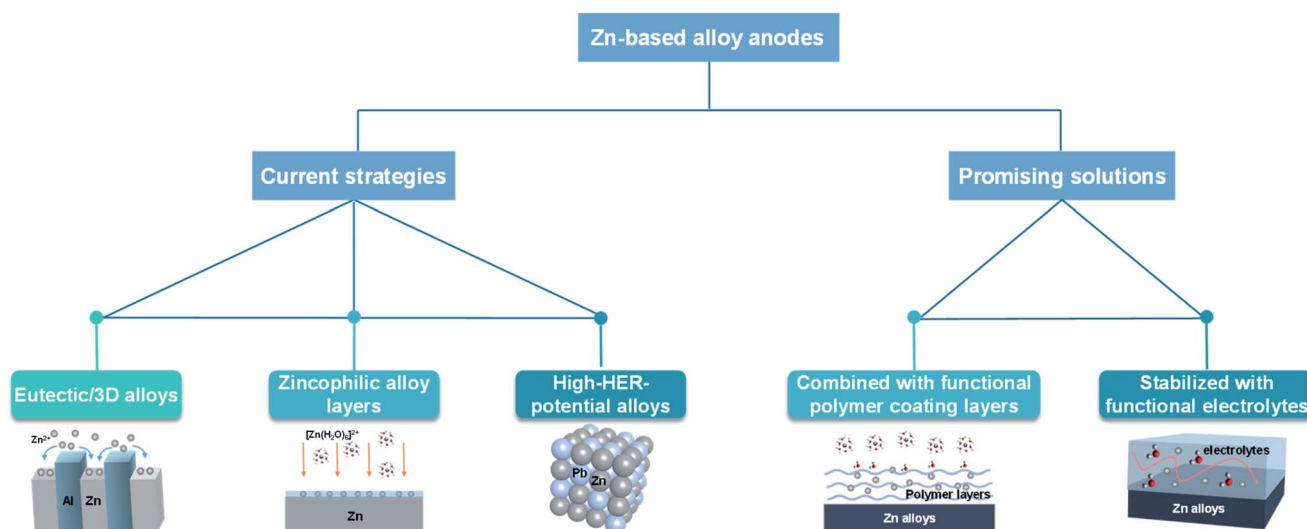 Zn-based alloy anodes
Current strategies
Promising solutions
Eutectic/3D alloys
Zincophilic alloy
layers
High-HER-
potential alloys
Combined with functional
polymer coating layers
Stabilized with
functional electrolytes
Zn²⁺
Al
Zn
[Zn(H₂O)₆]²⁺
Zn
Pb
Zn
Polymer layers
Zn alloys
electrolytes
Zn alloys